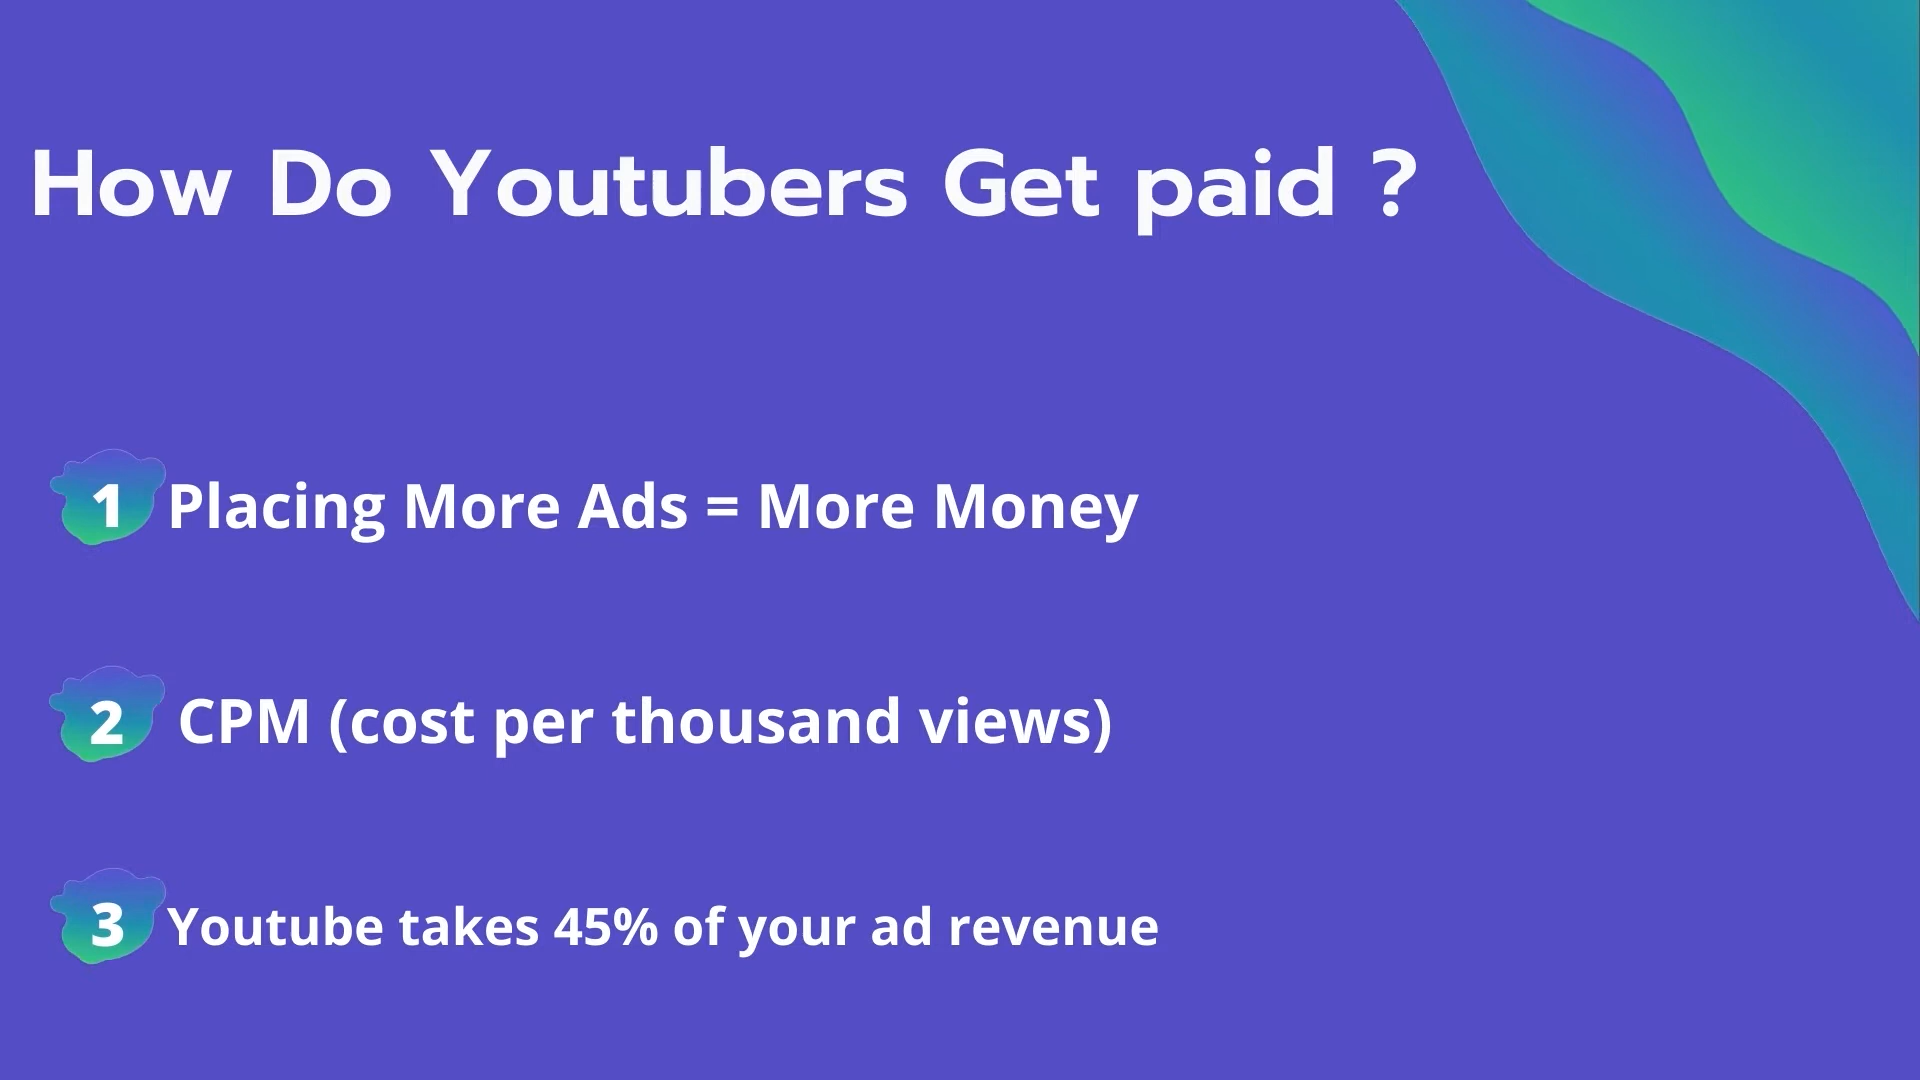 How Do Youtubers Get paid ?
1 Placing More Ads = More Money
2 CPM (cost per thousand views)
3 Youtube takes 45% of your ad revenue